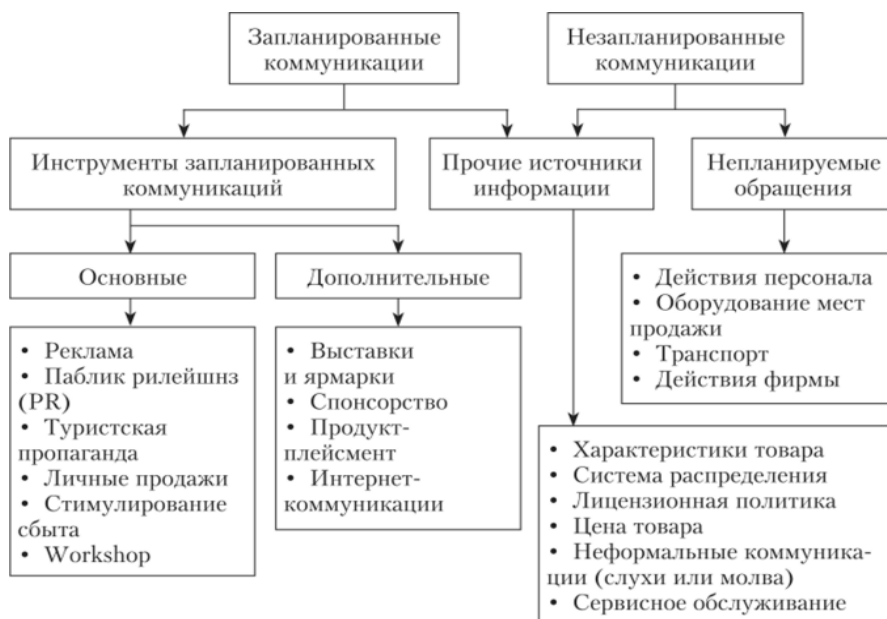 Запланированные
коммуникации
Незапланированные
коммуникации
Инструменты запланированных
коммуникаций
Прочие источники
информации
Непланируемые
обращения
Основные
Дополнительные
• Реклама
• Паблик рилейшнз
(PR)
• Туристская
пропаганда
• Личные продажи
• Стимулирование
сбыта
• Workshop
• Выставки
и ярмарки
• Спонсорство
• Продукт-
плейсмент
• Интернет-
коммуникации
• Действия персонала
• Оборудование мест
продажи
• Транспорт
• Действия фирмы
• Характеристики товара
• Система распределения
• Лицензионная политика
• Цена товара
• Неформальные коммуника-
ции (слухи или молва)
• Сервисное обслуживание